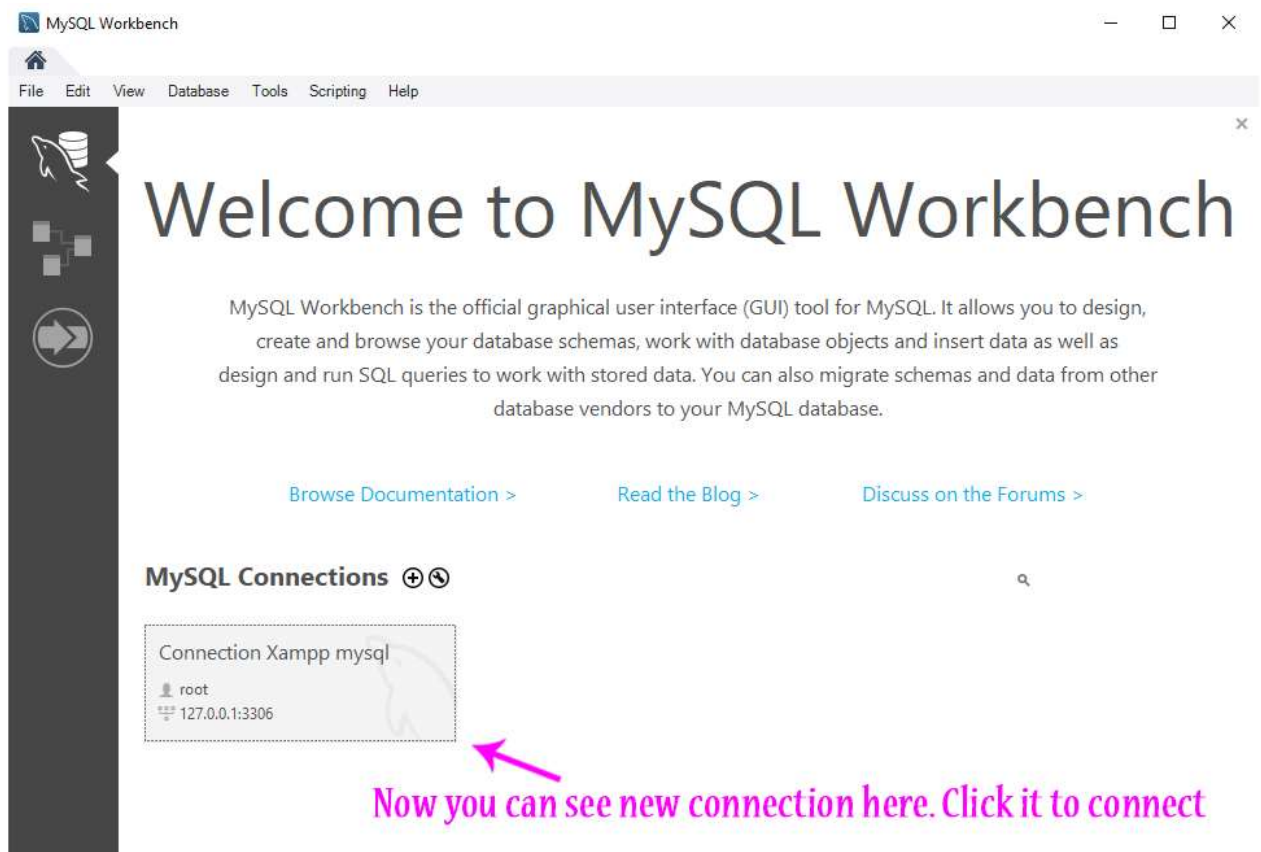 MySQL Workbench
File Edit View Database Tools Scripting Help
Welcome to MySQL Workbench
MySQL Workbench is the official graphical user interface (GUI) tool for MySQL. It allows you to design,
create and browse your database schemas, work with database objects and insert data as well as
design and run SQL queries to work with stored data. You can also migrate schemas and data from other
database vendors to your MySQL database.
Browse Documentation > Read the Blog > Discuss on the Forums >
MySQL Connections
Connection Xampp mysql
root
127.0.0.1:3306
Now you can see new connection here. Click it to connect